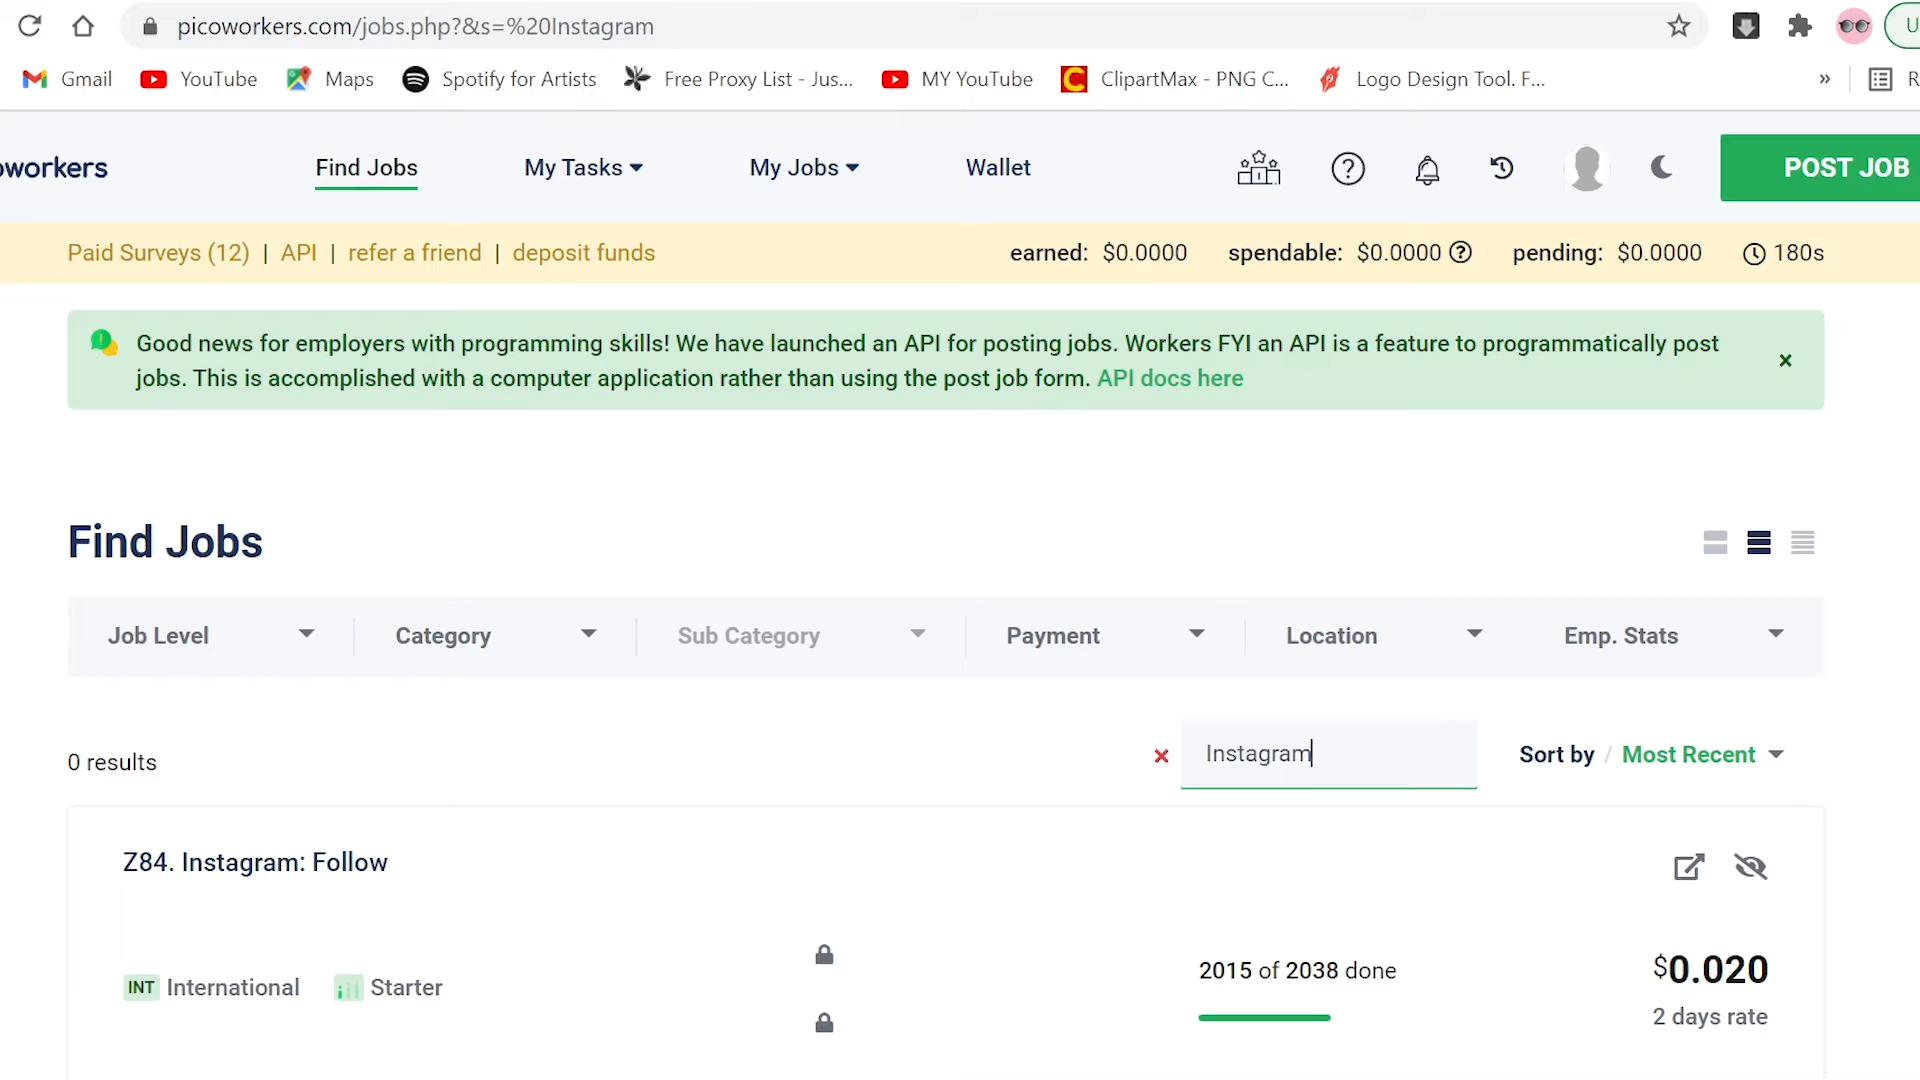 picoworkers.com/jobs.php?&s=%20Instagram
Gmail YouTube Maps Spotify for Artists Free Proxy List - Jus... MY YouTube ClipartMax - PNG C... Logo Design Tool. F... » R
oworkers Find Jobs My Tasks My Jobs Wallet POST JOB
Paid Surveys (12) | API | refer a friend | deposit funds earned: $0.0000 spendable: $0.0000 pending: $0.0000 180s
Good news for employers with programming skills! We have launched an API for posting jobs. Workers FYI an API is a feature to programmatically post
jobs. This is accomplished with a computer application rather than using the post job form. API docs here
Find Jobs
Job Level Category Sub Category Payment Location Emp. Stats
0 results Instagram Sort by / Most Recent
Z84. Instagram: Follow
INT International Starter 2015 of 2038 done $0.020
2 days rate